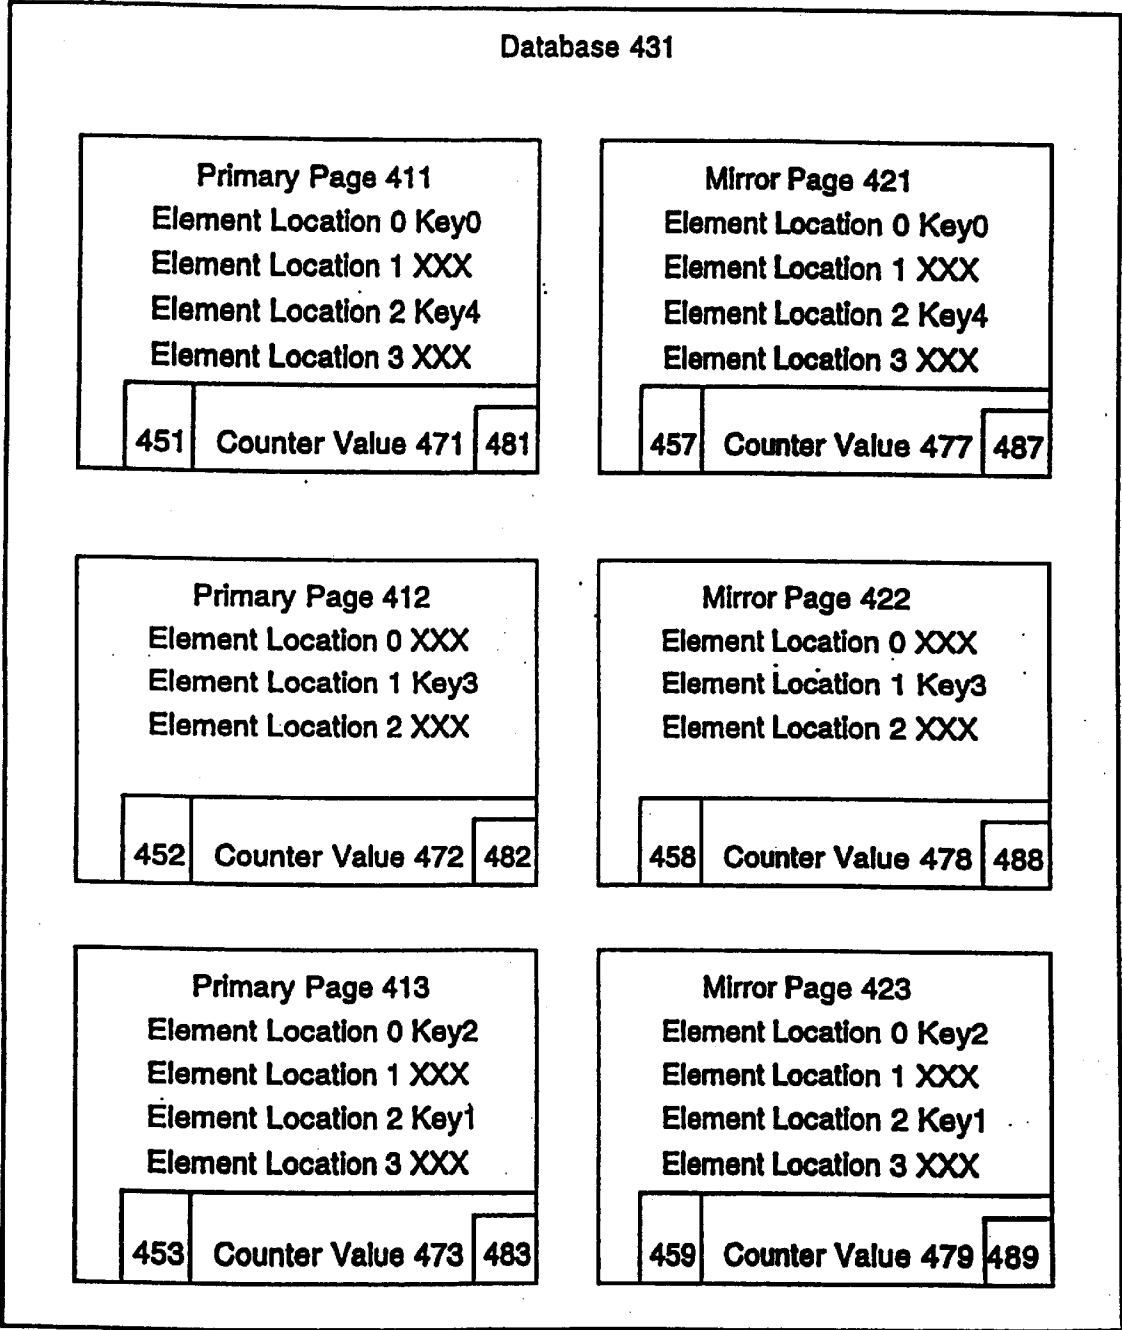 Database 431
Primary Page 411
Element Location 0 Key0
Element Location 1 XXX
Element Location 2 Key4
Element Location 3 XXX
451 Counter Value 471 481
Mirror Page 421
Element Location 0 Key0
Element Location 1 XXX
Element Location 2 Key4
Element Location 3 XXX
457 Counter Value 477 487
Primary Page 412
Element Location 0 XXX
Element Location 1 Key3
Element Location 2 XXX
452 Counter Value 472 482
Mirror Page 422
Element Location 0 XXX
Element Location 1 Key3
Element Location 2 XXX
458 Counter Value 478 488
Primary Page 413
Element Location 0 Key2
Element Location 1 XXX
Element Location 2 Key1
Element Location 3 XXX
453 Counter Value 473 483
Mirror Page 423
Element Location 0 Key2
Element Location 1 XXX
Element Location 2 Key1
Element Location 3 XXX
459 Counter Value 479 489